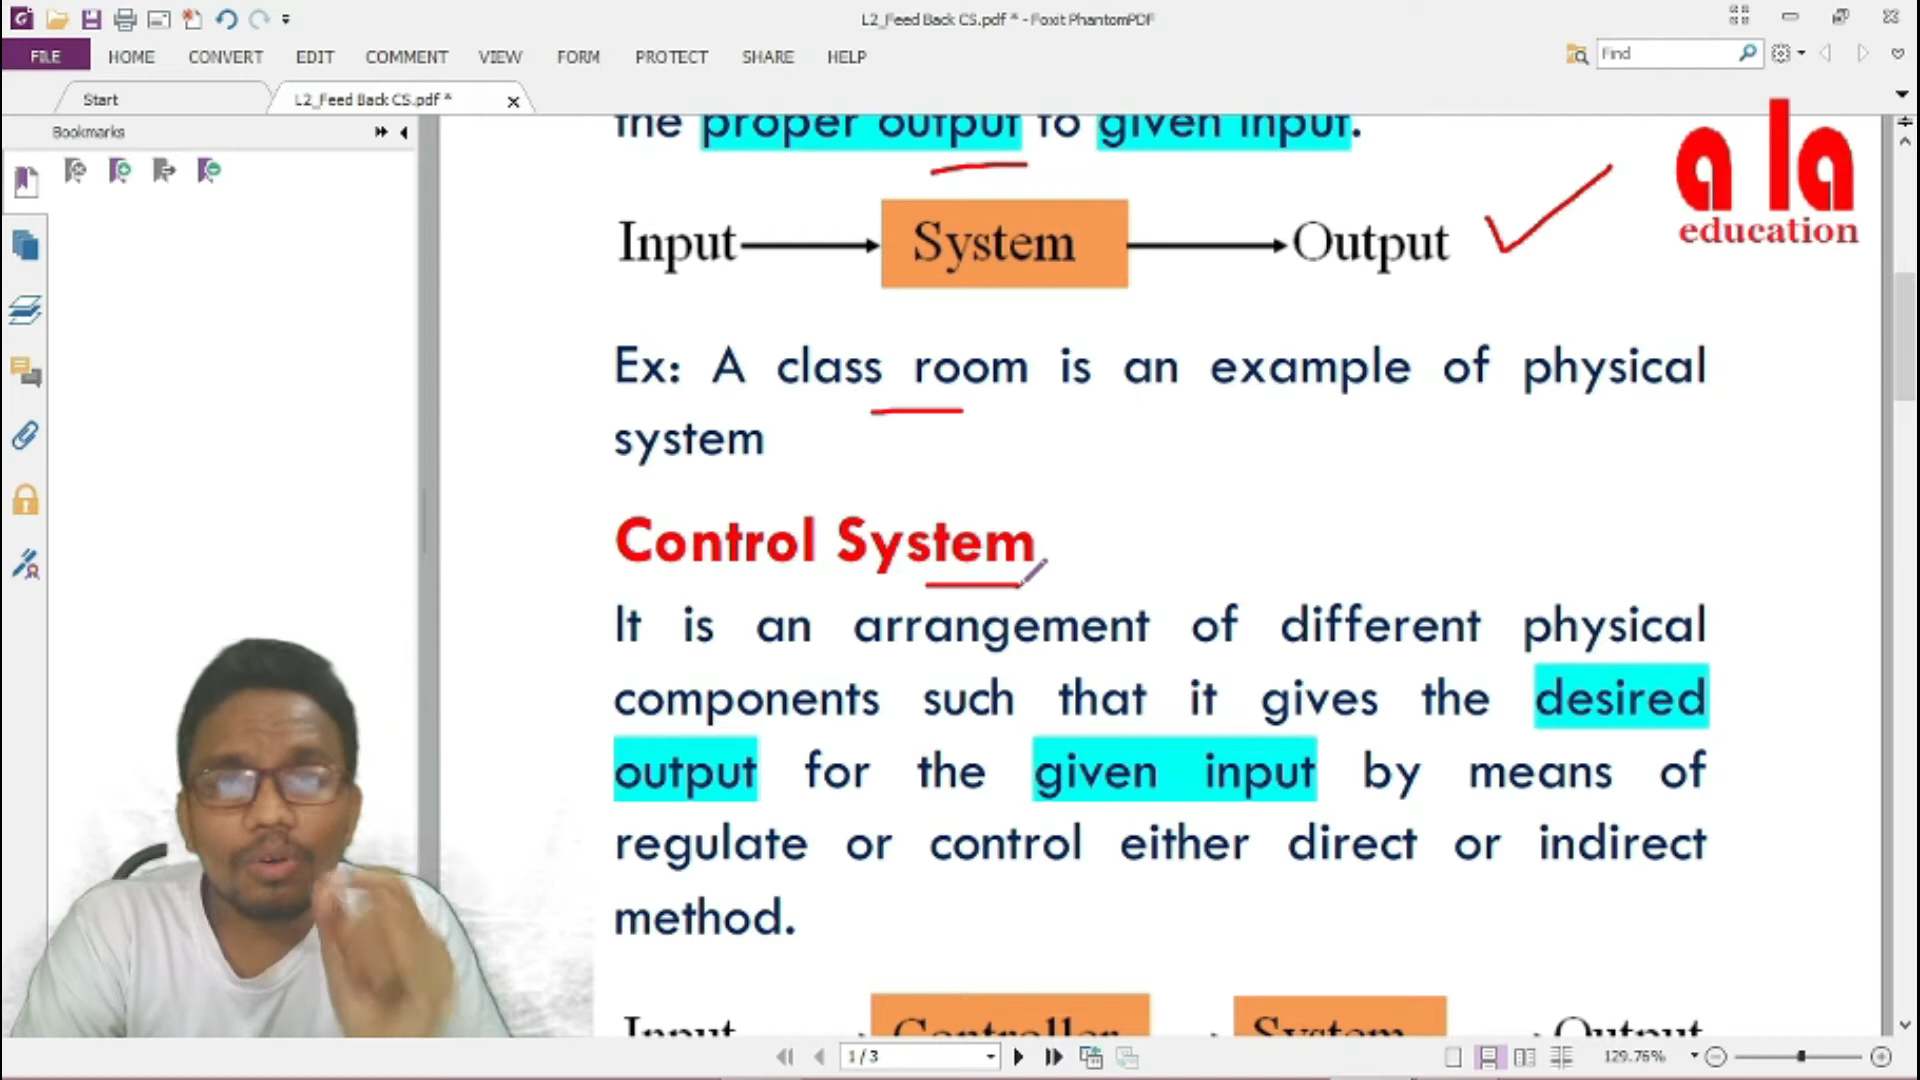 L2_Feed Back CS.pdf * - Foxit PhantomPDF
FILE HOME CONVERT EDIT COMMENT VIEW FORM PROTECT SHARE HELP
Find
Start
L2_Feed Back CS.pdf *
Bookmarks
the proper output to given input.
a la
education
Input System Output
Ex: A class room is an example of physical
system
Control System
It is an arrangement of different physical
components such that it gives the desired
output for the given input by means of
regulate or control either direct or indirect
method.
Input Controller System Output
1 / 3
129.76%